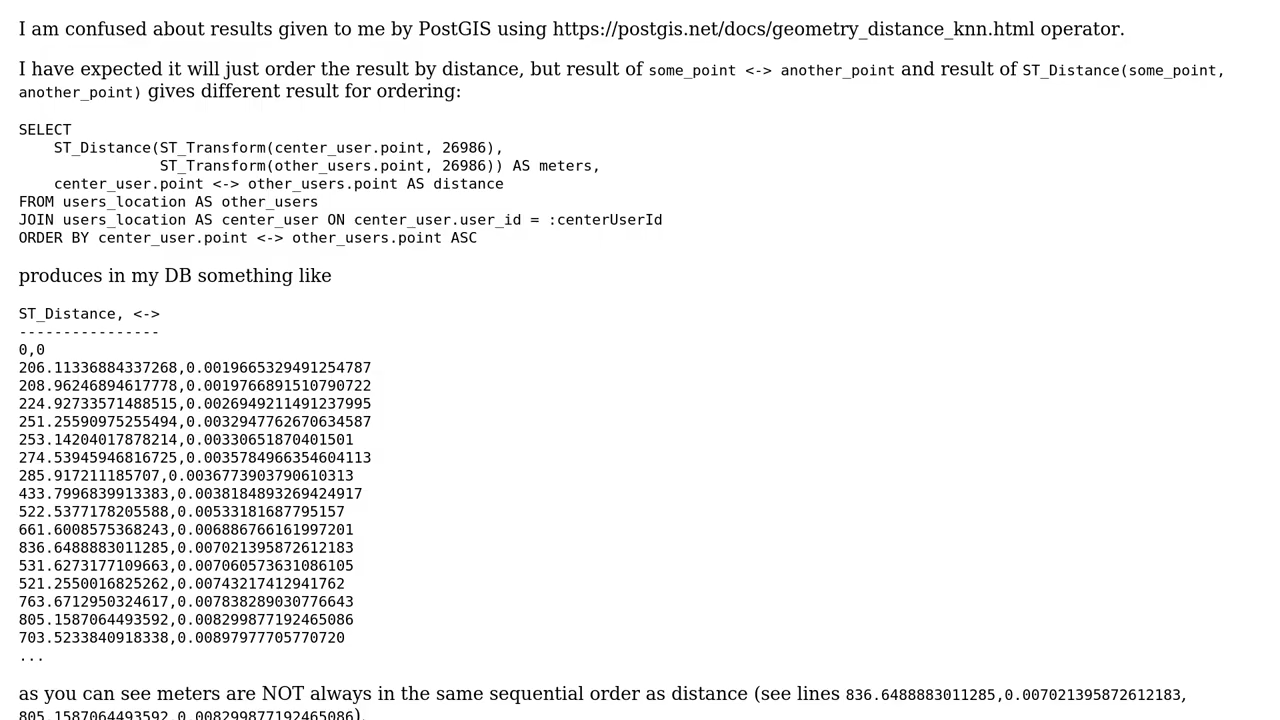 I am confused about results given to me by PostGIS using https://postgis.net/docs/geometry_distance_knn.html operator.
I have expected it will just order the result by distance, but result of some_point <-> another_point and result of ST_Distance(some_point,
another_point) gives different result for ordering:
SELECT
    ST_Distance(ST_Transform(center_user.point, 26986),
                ST_Transform(other_users.point, 26986)) AS meters,
    center_user.point <-> other_users.point AS distance
FROM users_location AS other_users
JOIN users_location AS center_user ON center_user.user_id = :centerUserId
ORDER BY center_user.point <-> other_users.point ASC
produces in my DB something like
ST_Distance, <->
----------------
0,0
206.11336884337268,0.0019665329491254787
208.96246894617778,0.0019766891510790722
224.92733571488515,0.0026949211491237995
251.25590975255494,0.0032947762670634587
253.14204017878214,0.00330651870401501
274.53945946816725,0.0035784966354604113
285.917211185707,0.0036773903790610313
433.7996839913383,0.0038184893269424917
522.5377178205588,0.00533181687795157
661.6008575368243,0.006886766161997201
836.6488883011285,0.007021395872612183
531.6273177109663,0.007060573631086105
521.2550016825262,0.00743217412941762
763.6712950324617,0.007838289030776643
805.1587064493592,0.008299877192465086
703.5233840918338,0.00897977705770720
...
as you can see meters are NOT always in the same sequential order as distance (see lines 836.6488883011285,0.007021395872612183,
805.1587064493592,0.008299877192465086).